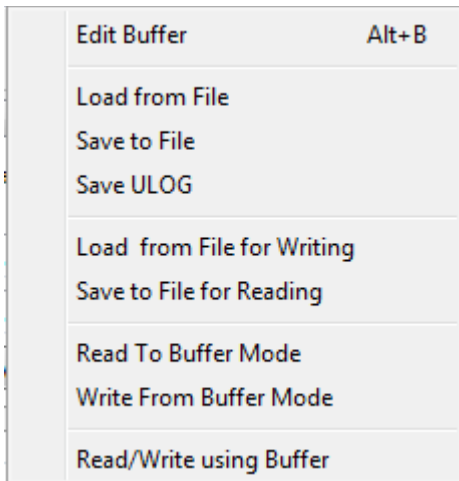 Edit Buffer Alt+B
Load from File
Save to File
Save ULOG
Load  from File for Writing
Save to File for Reading
Read To Buffer Mode
Write From Buffer Mode
Read/Write using Buffer